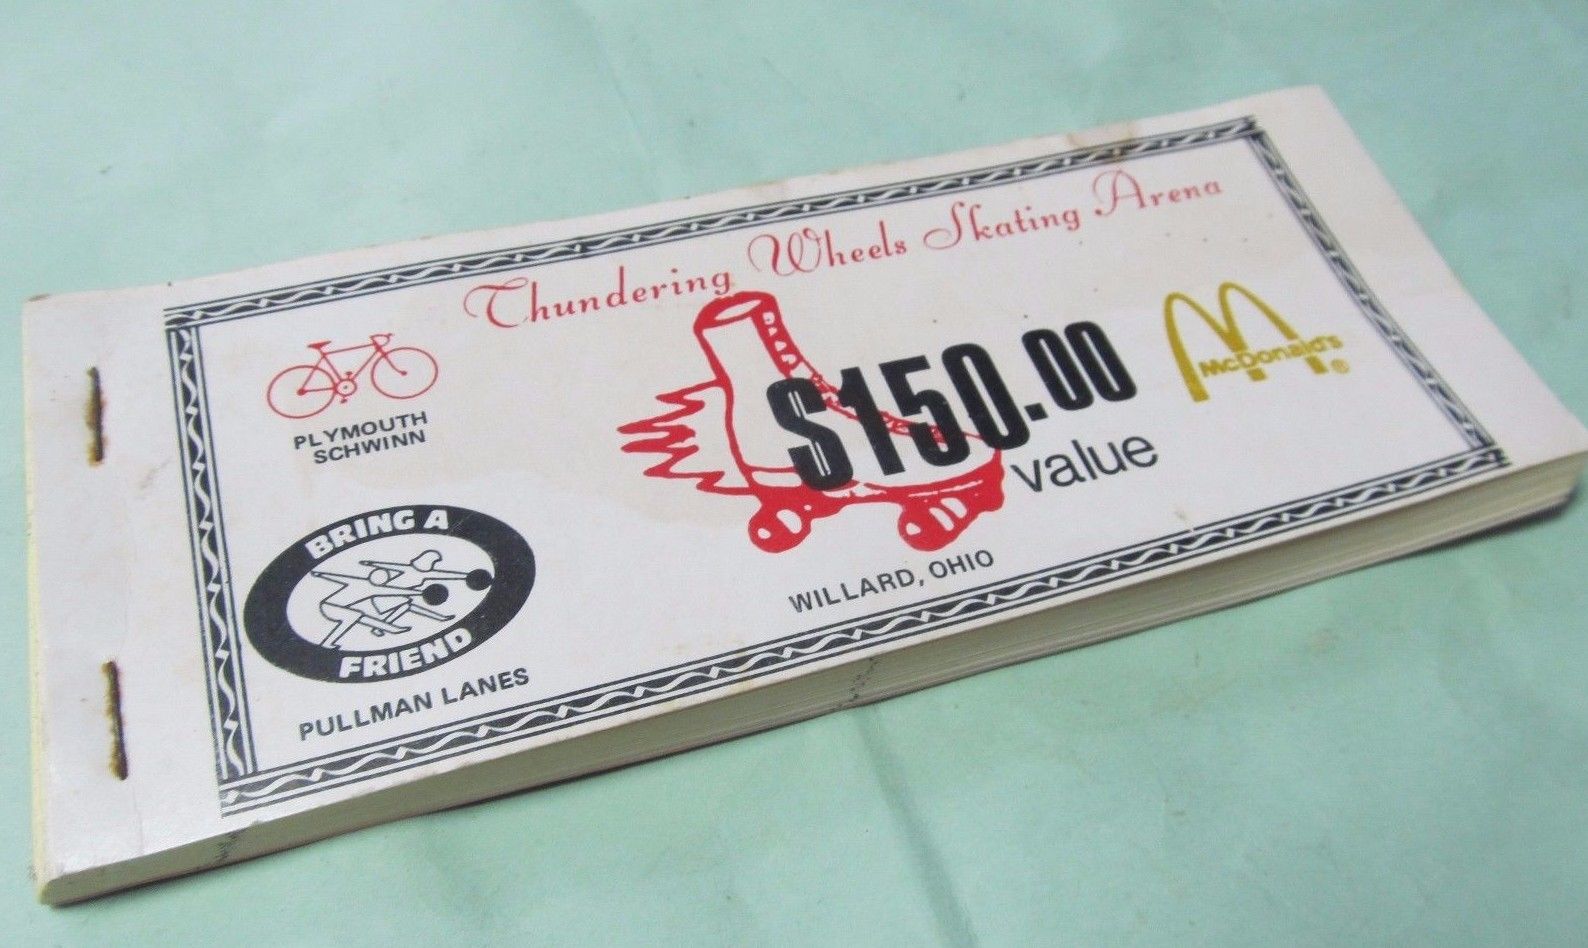 Thundering Wheels Skating Arena
PLYMOUTH
SCHWINN
$150.00
value
McDonald's®
BRING A
FRIEND
PULLMAN LANES
WILLARD, OHIO